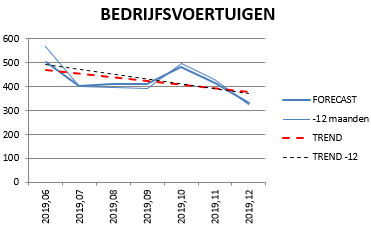 BEDRIJFSVOERTUIGEN
600
500
400
300
200
100
0
2019,06
2019,07
2019,08
2019,09
2019,10
2019,11
2019,12
FORECAST
-12 maanden
TREND
TREND -12